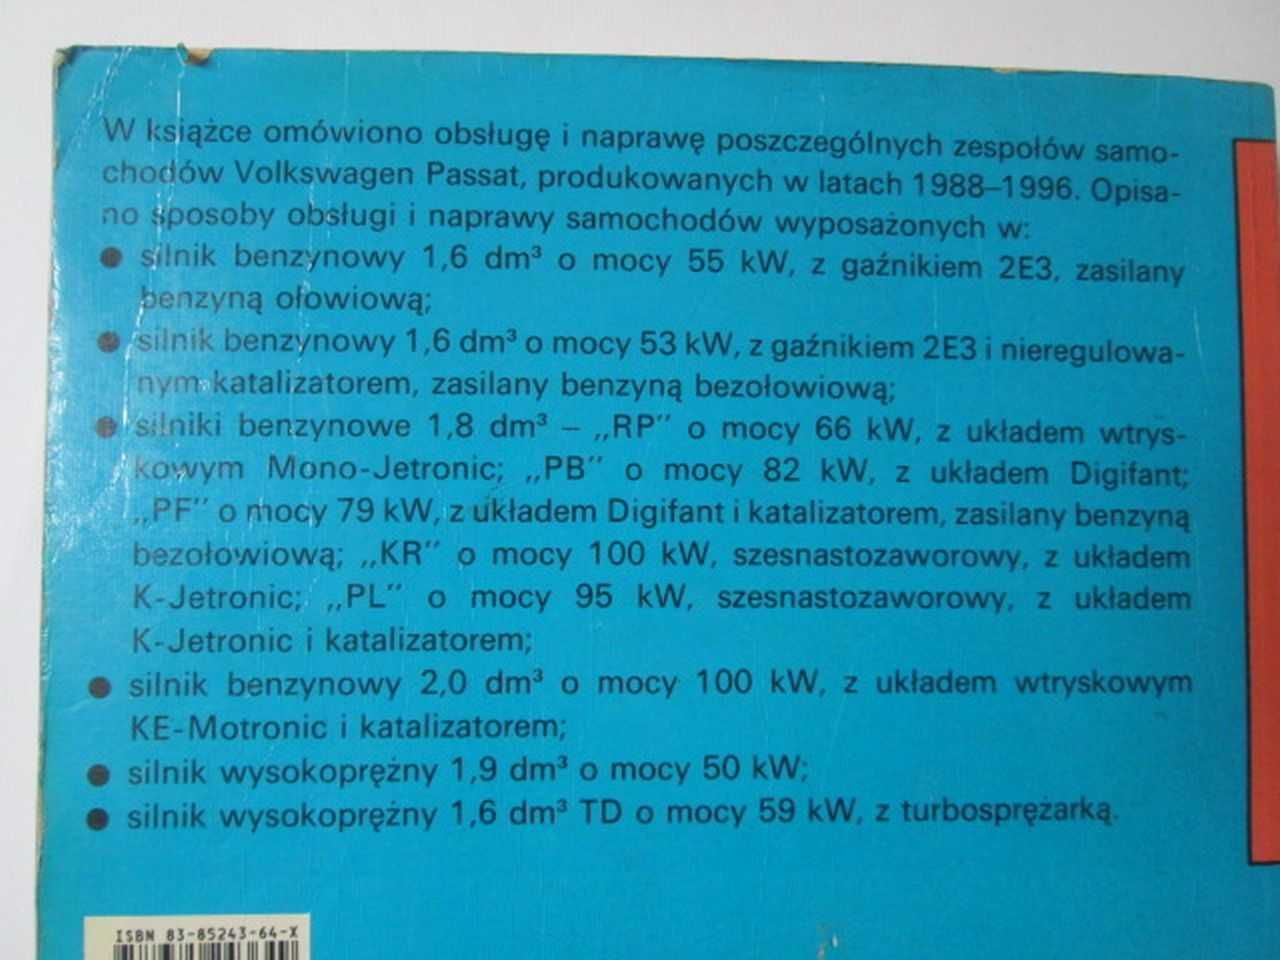 W książce omówiono obsługę i naprawę poszczególnych zespołów samo-
chodów Volkswagen Passat, produkowanych w latach 1988–1996. Opisa-
no sposoby obsługi i naprawy samochodów wyposażonych w:
● silnik benzynowy 1,6 dm³ o mocy 55 kW, z gaźnikiem 2E3, zasilany
benzyną ołowiową;
● silnik benzynowy 1,6 dm³ o mocy 53 kW, z gaźnikiem 2E3 i nieregulowa-
nym katalizatorem, zasilany benzyną bezołowiową;
● silniki benzynowe 1,8 dm³ – „RP” o mocy 66 kW, z układem wtrys-
kowym Mono-Jetronic; „PB” o mocy 82 kW, z układem Digifant;
„PF” o mocy 79 kW, z układem Digifant i katalizatorem, zasilany benzyną
bezołowiową; „KR” o mocy 100 kW, szesnastozaworowy, z układem
K-Jetronic; „PL” o mocy 95 kW, szesnastozaworowy, z układem
K-Jetronic i katalizatorem;
● silnik benzynowy 2,0 dm³ o mocy 100 kW, z układem wtryskowym
KE-Motronic i katalizatorem;
● silnik wysokoprężny 1,9 dm³ o mocy 50 kW;
● silnik wysokoprężny 1,6 dm³ TD o mocy 59 kW, z turbosprężarką.
ISBN 83-85243-64-X